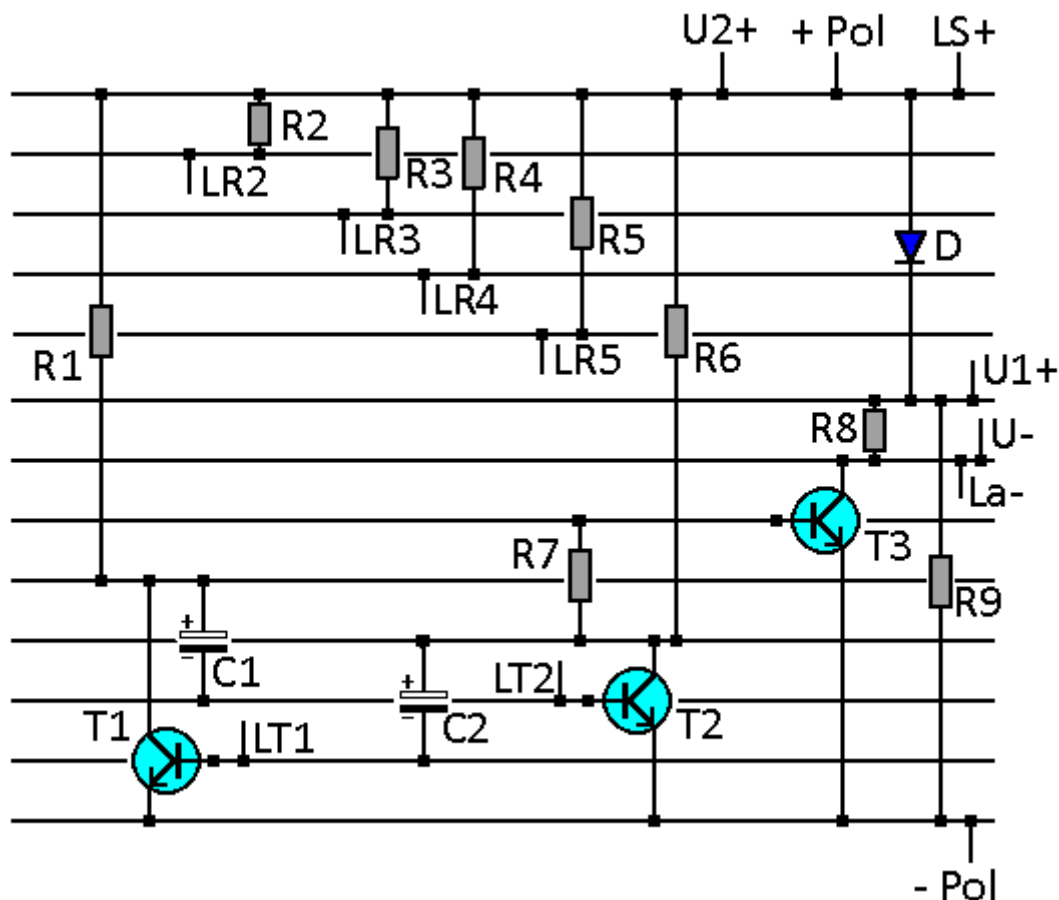 U2+ + Pol LS+
R2
LR2 R3 R4
LR3 R5 D
LR4
R1 LR5 R6
U1+
R8 U-
La-
R7 T3
R9
+
C1 LT2
+
T1 LT1 C2 T2
- Pol